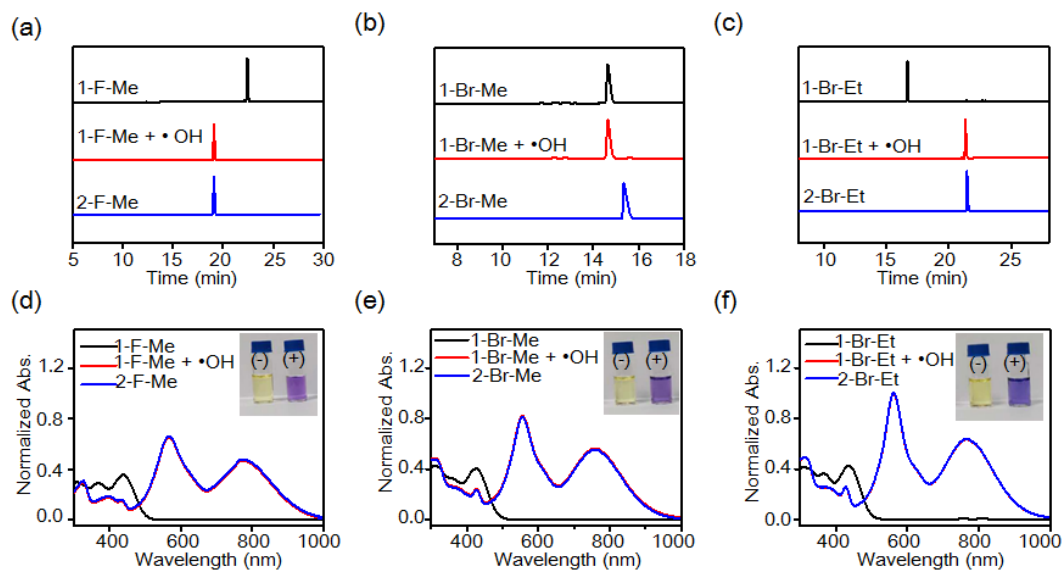 (a)
1-F-Me
1-F-Me + •OH
2-F-Me
5 10 15 20 25 30
Time (min)
(b)
1-Br-Me
1-Br-Me + •OH
2-Br-Me
8 10 12 14 16 18
Time (min)
(c)
1-Br-Et
1-Br-Et + •OH
2-Br-Et
10 15 20 25
Time (min)
(d)
Normalized Abs.
1.2
0.8
0.4
0.0
1-F-Me
1-F-Me + •OH
2-F-Me
(-) (+)
400 600 800 1000
Wavelength (nm)
(e)
Normalized Abs.
1.2
0.8
0.4
0.0
1-Br-Me
1-Br-Me + •OH
2-Br-Me
(-) (+)
400 600 800 1000
Wavelength (nm)
(f)
Normalized Abs.
1.2
0.8
0.4
0.0
1-Br-Et
1-Br-Et + •OH
2-Br-Et
(-) (+)
400 600 800 1000
Wavelength (nm)